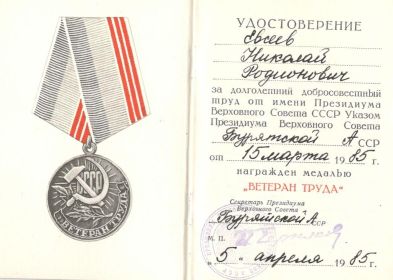 СССР
ВЕТЕРАН ТРУДА
УДОСТОВЕРЕНИЕ
Евсеев
Николай
Родионович
за долголетний добросовестный
труд от имени Президиума
Верховного Совета СССР Указом
Президиума Верховного Совета
Бурятской АССР
от 15 марта 1985 г.
награжден медалью
„ВЕТЕРАН ТРУДА“
Секретарь Президиума
Верховного Совета
Бурятской АССР
М. П.
„5“ апреля 1985 г.